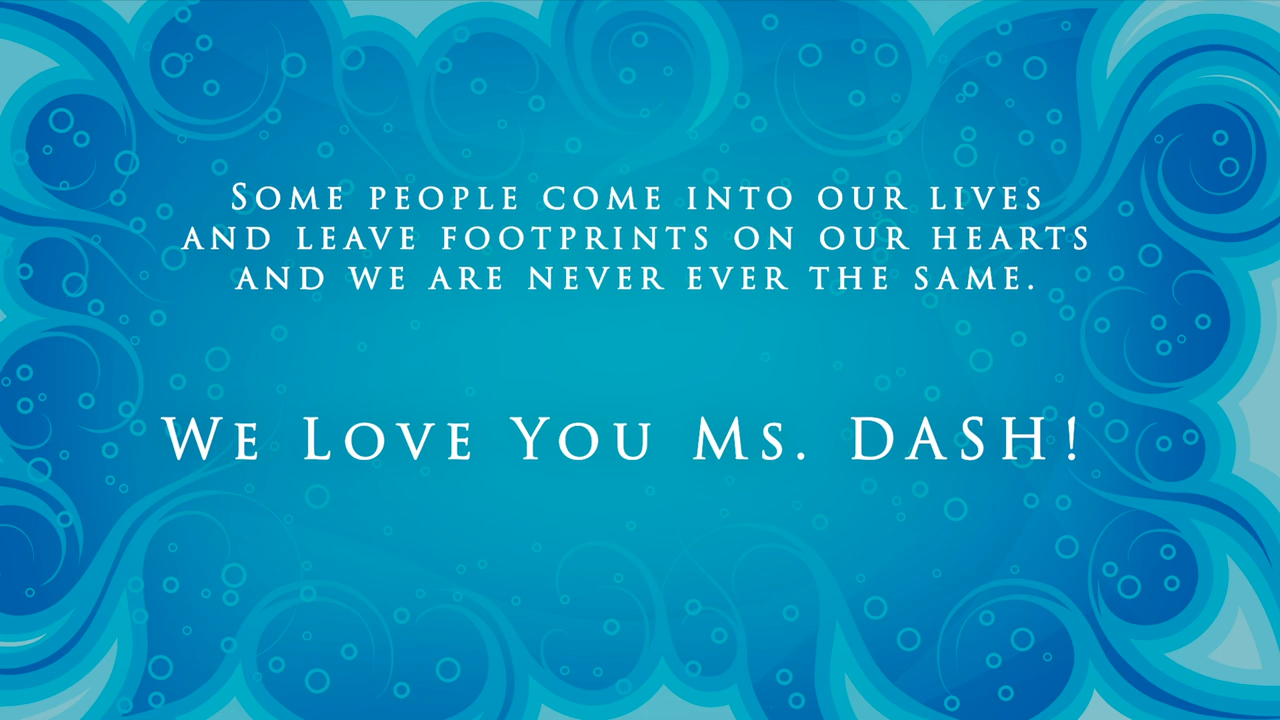 Some people come into our lives
and leave footprints on our hearts
and we are never ever the same.
We Love You Ms. DASH!